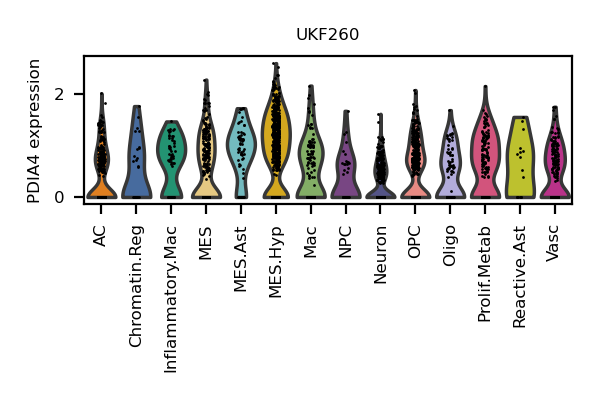 UKF260
PDIA4 expression
2
0
AC
Chromatin.Reg
Inflammatory.Mac
MES
MES.Ast
MES.Hyp
Mac
NPC
Neuron
OPC
Oligo
Prolif.Metab
Reactive.Ast
Vasc